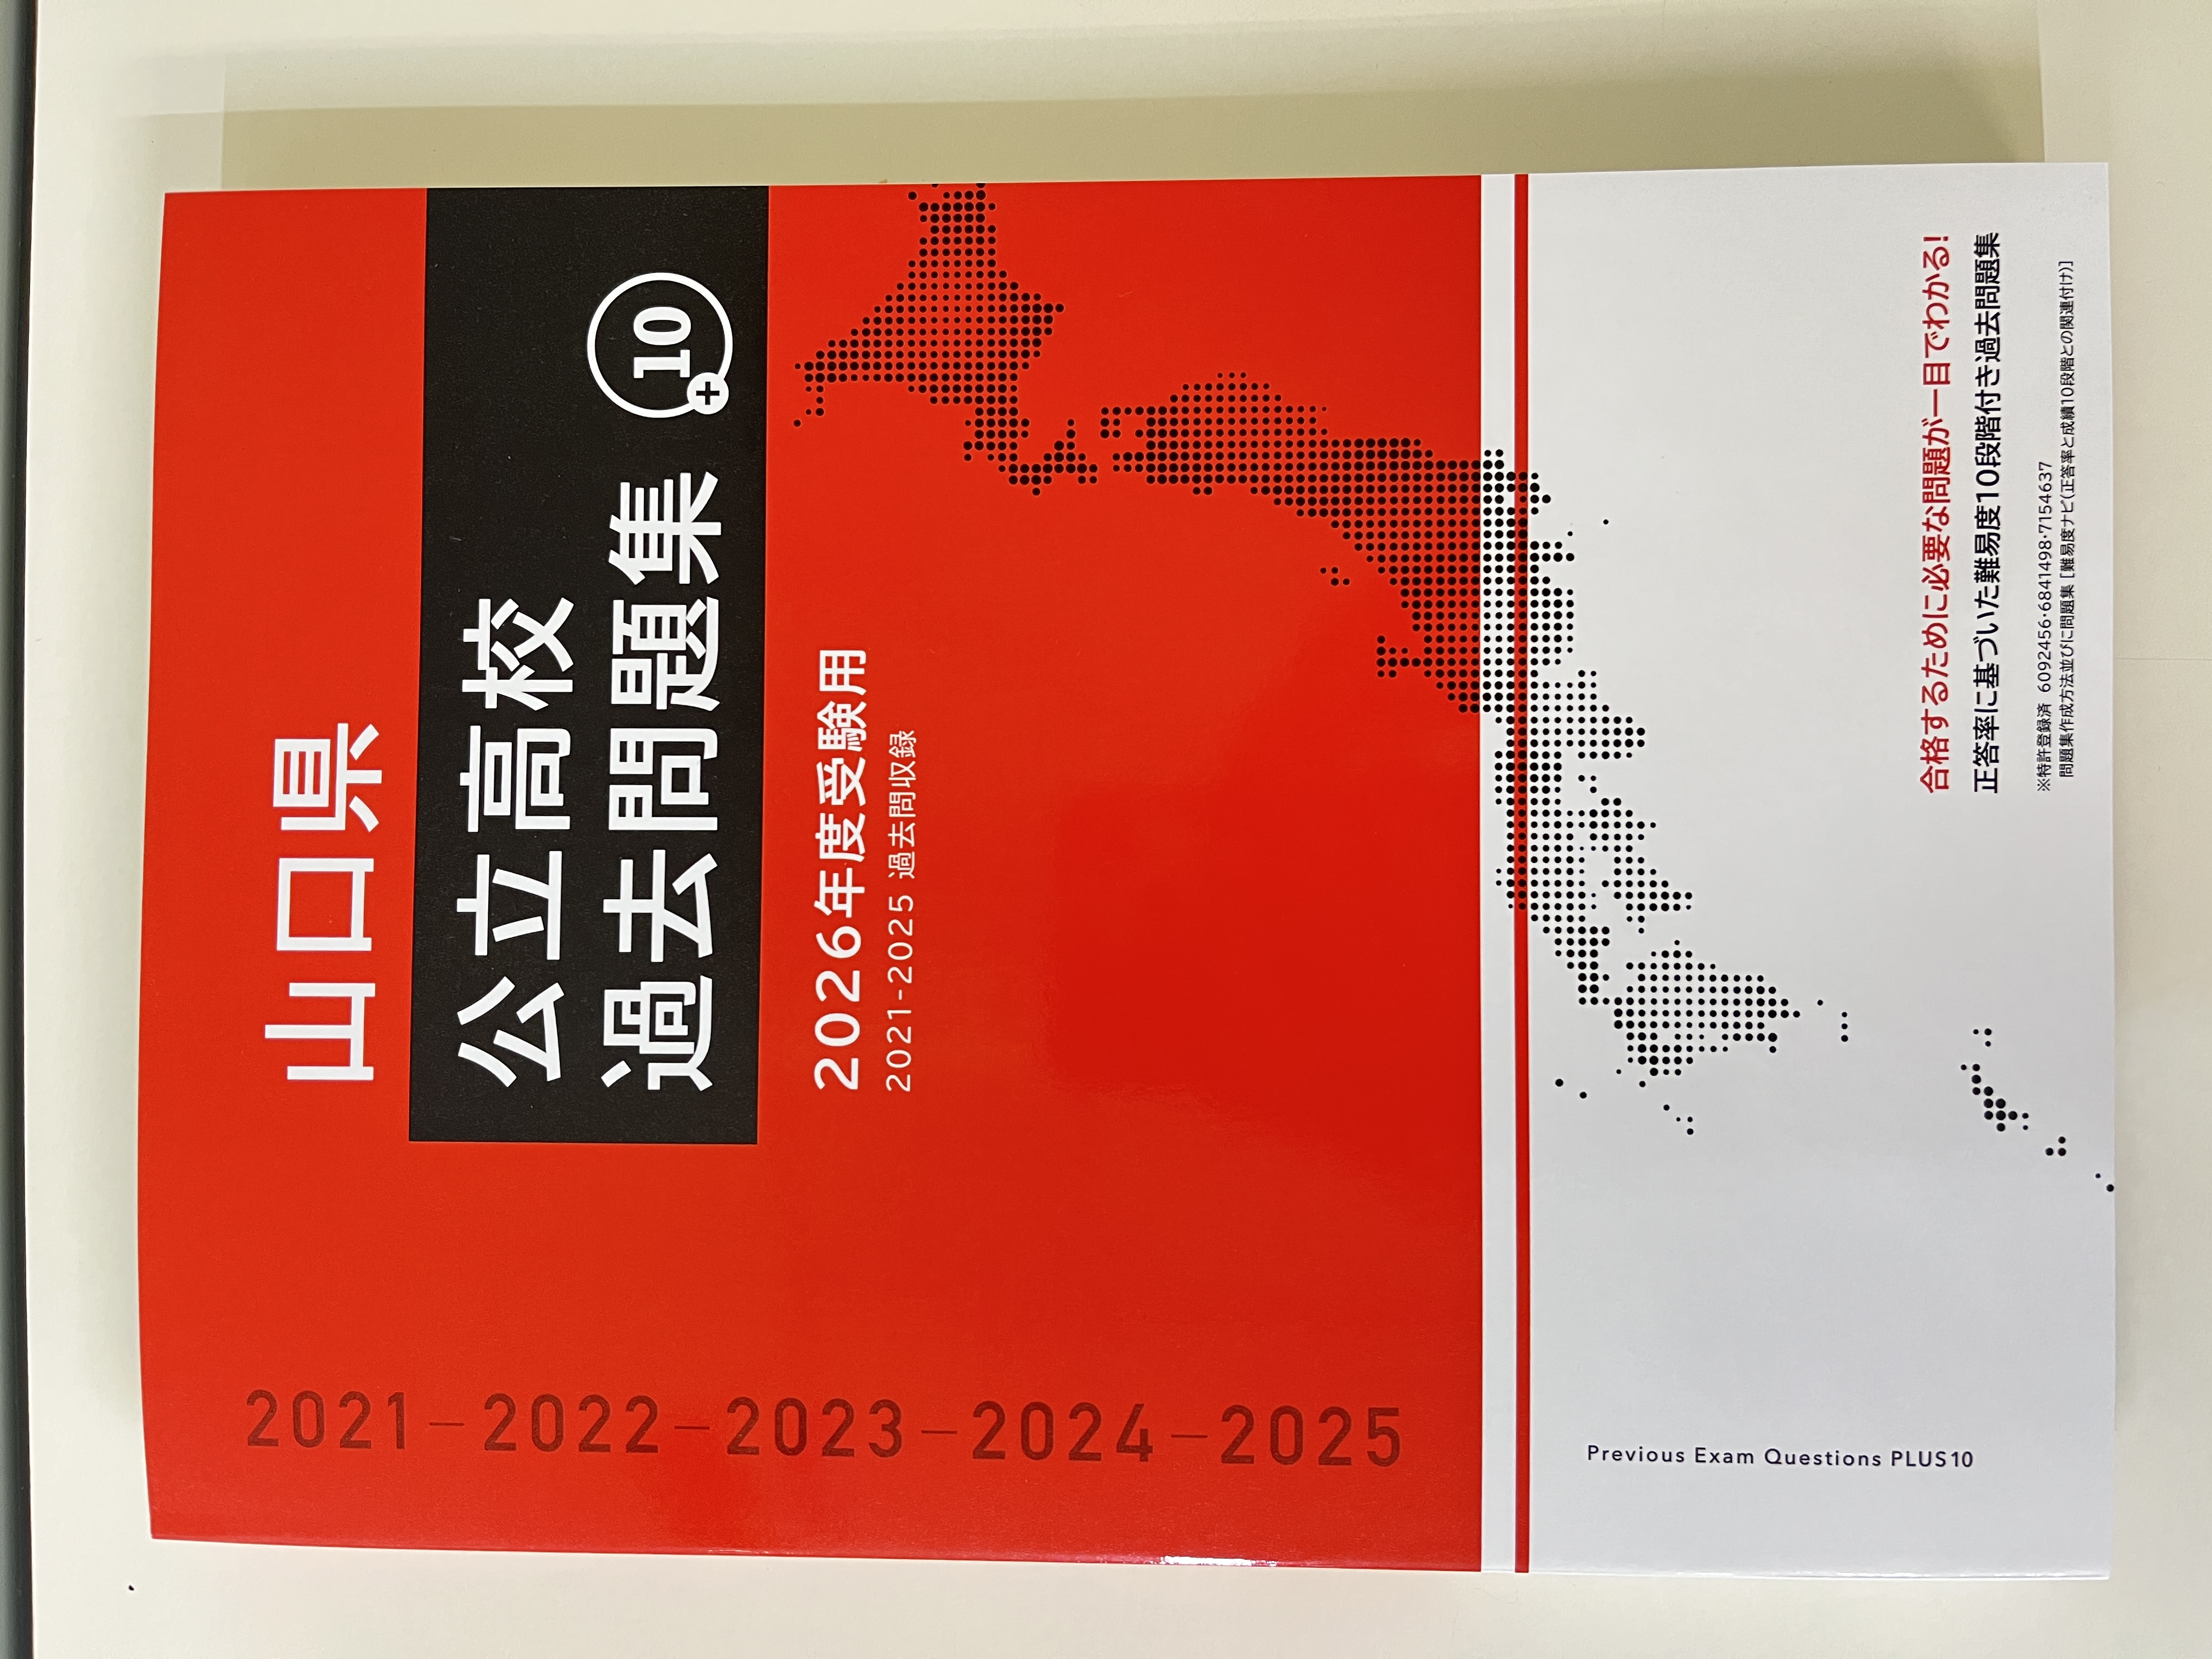 山口県
公立高校
過去問題集 +10
2026年度受験用
2021-2025 過去問収録
2021-2022-2023-2024-2025
合格するために必要な問題が一目でわかる!
正答率に基づいた難易度10段階付き過去問題集
※特許登録済 6092456・6841498・7154637
問題集作成方法並びに問題集［難易度ナビ(正答率と成績10段階との関連付け)］
Previous Exam Questions PLUS10